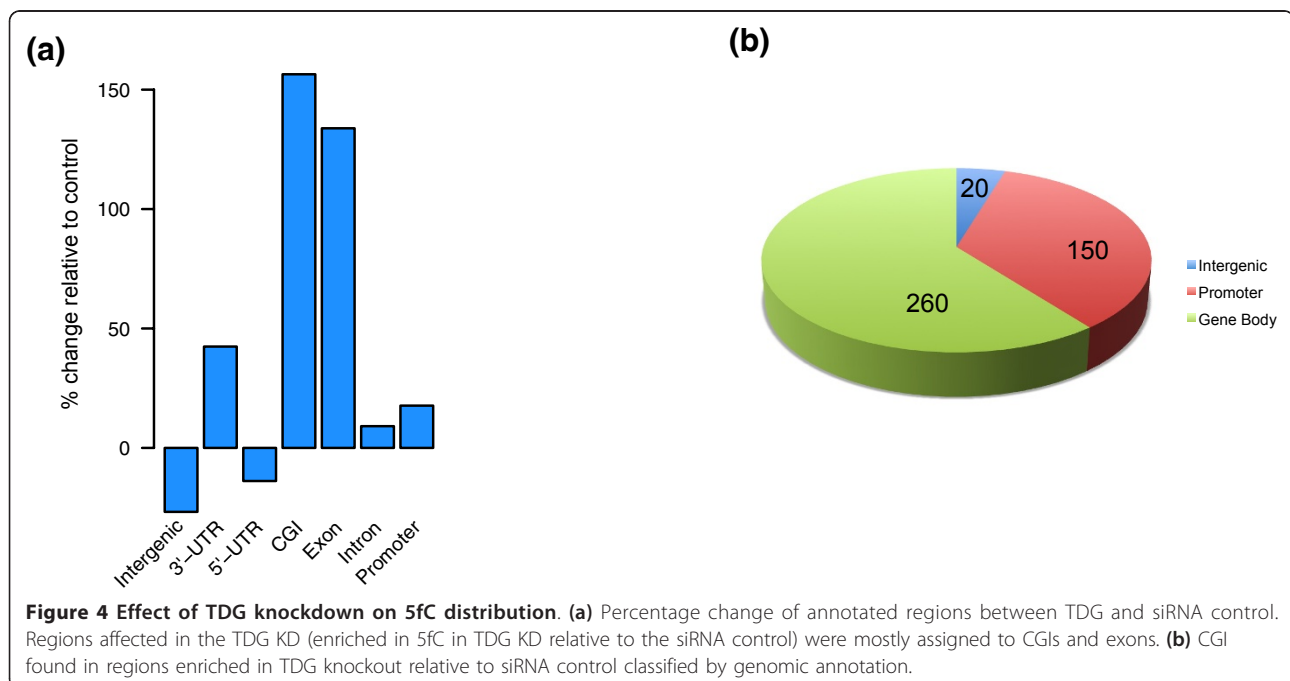 (a)
% change relative to control
150
100
50
0
Intergenic
3'−UTR
5'−UTR
CGI
Exon
Intron
Promoter
(b)
20
150
260
Intergenic
Promoter
Gene Body
Figure 4 Effect of TDG knockdown on 5fC distribution. (a) Percentage change of annotated regions between TDG and siRNA control.
Regions affected in the TDG KD (enriched in 5fC in TDG KD relative to the siRNA control) were mostly assigned to CGIs and exons. (b) CGI
found in regions enriched in TDG knockout relative to siRNA control classified by genomic annotation.